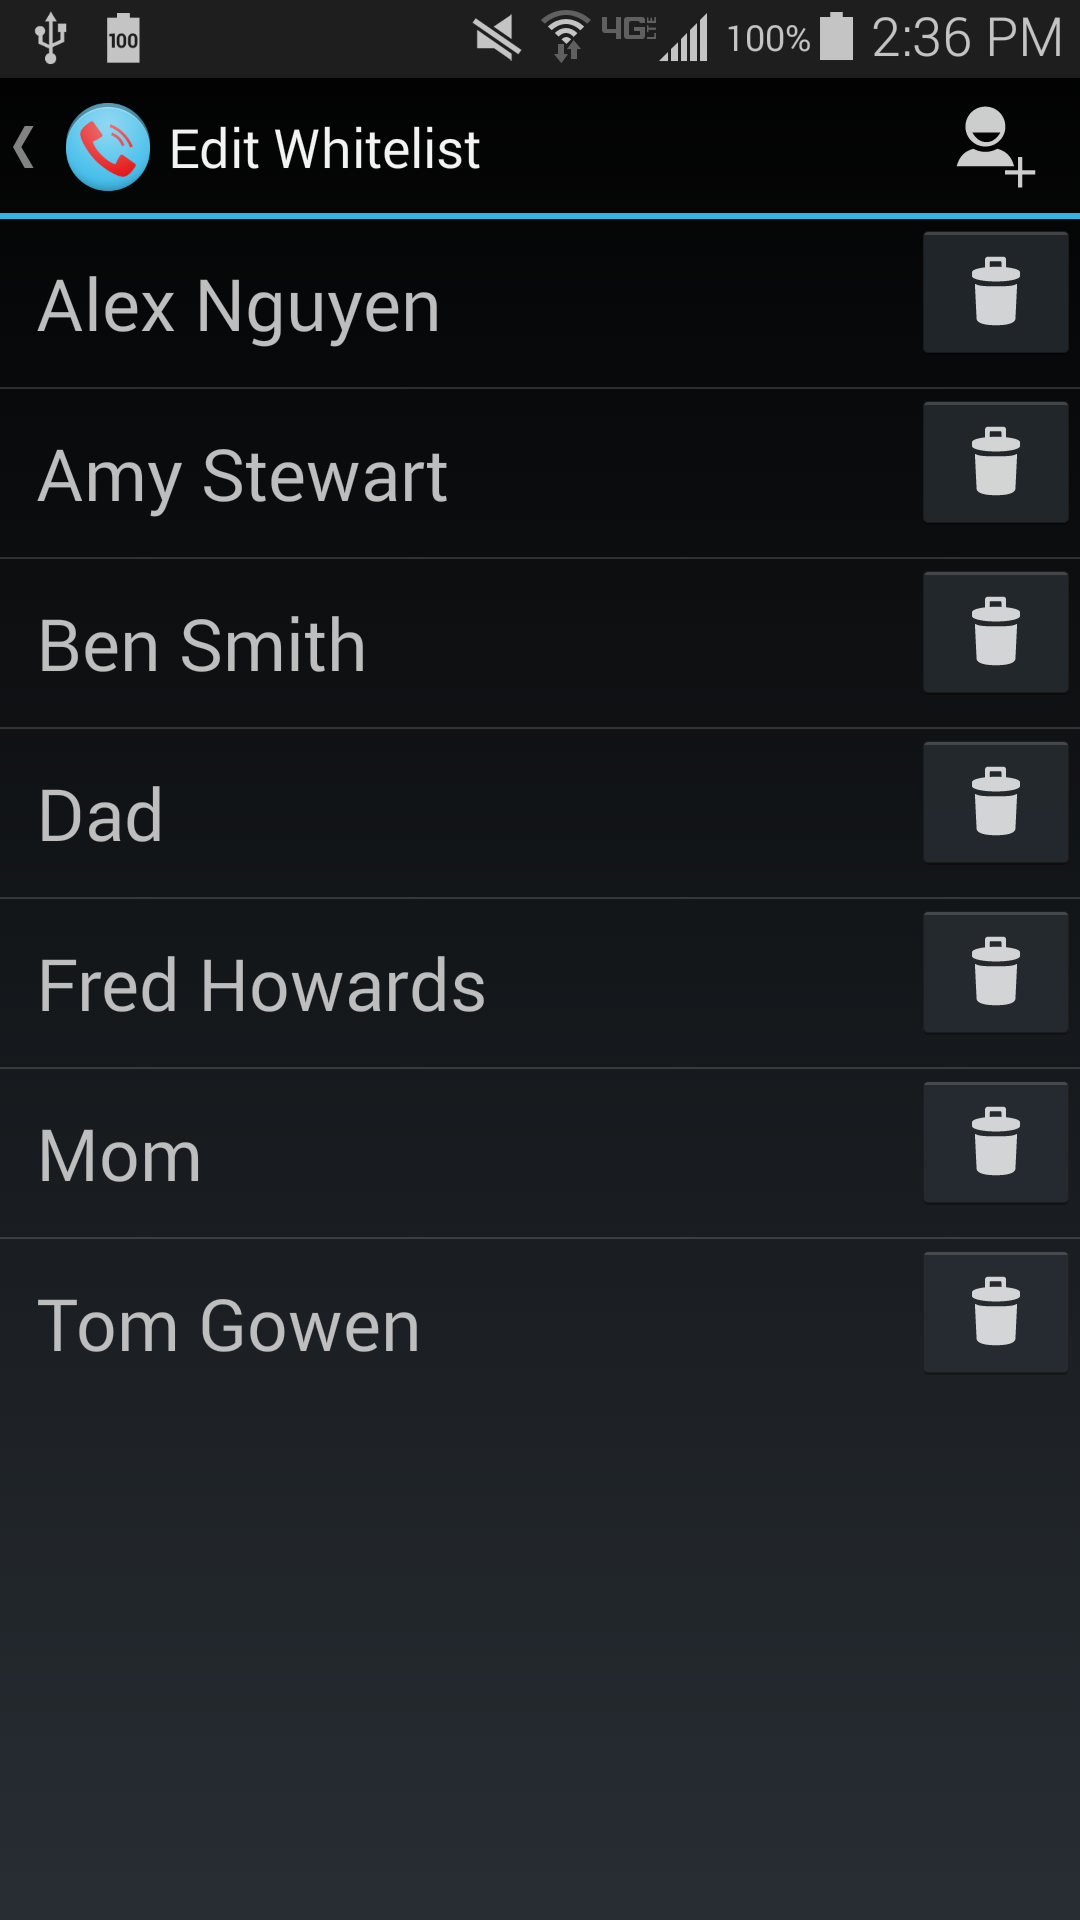 100 4G LTE 100% 2:36 PM
Edit Whitelist
Alex Nguyen
Amy Stewart
Ben Smith
Dad
Fred Howards
Mom
Tom Gowen